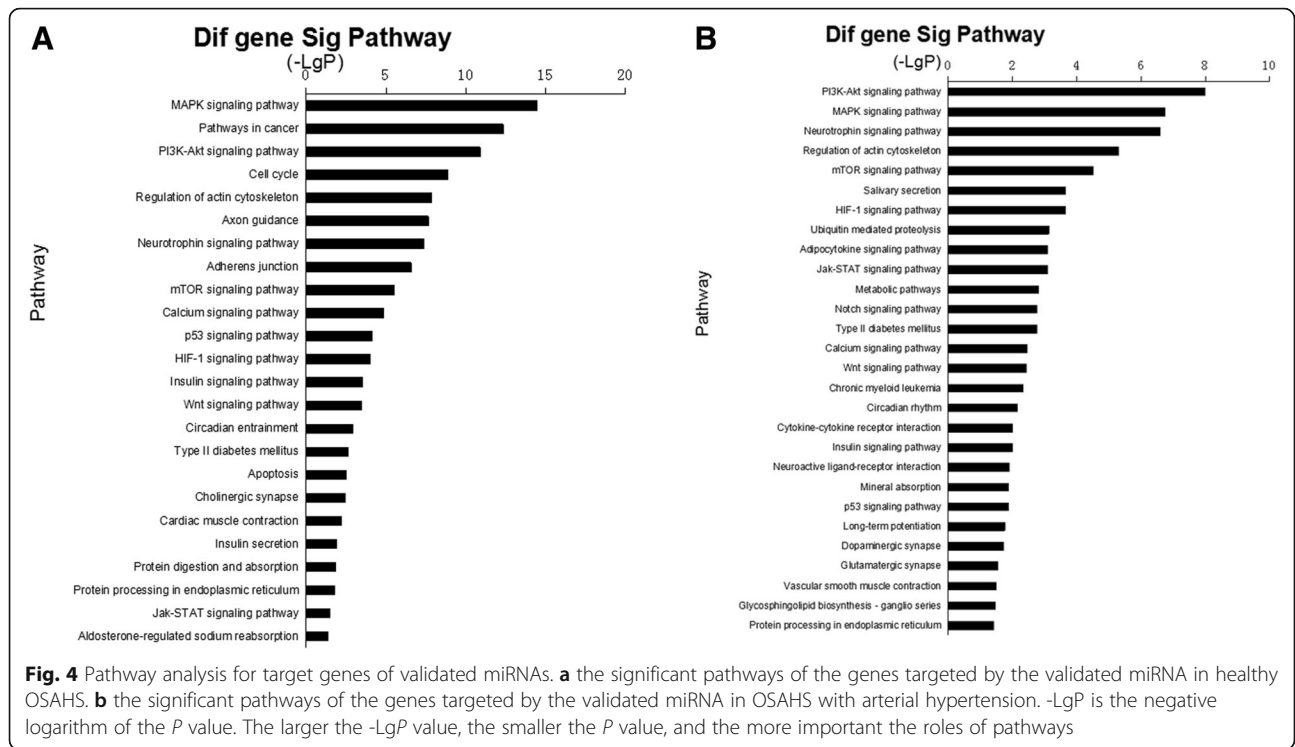 A
Dif gene Sig Pathway
(-LgP)
0 5 10 15 20
Pathway
MAPK signaling pathway
Pathways in cancer
PI3K-Akt signaling pathway
Cell cycle
Regulation of actin cytoskeleton
Axon guidance
Neurotrophin signaling pathway
Adherens junction
mTOR signaling pathway
Calcium signaling pathway
p53 signaling pathway
HIF-1 signaling pathway
Insulin signaling pathway
Wnt signaling pathway
Circadian entrainment
Type II diabetes mellitus
Apoptosis
Cholinergic synapse
Cardiac muscle contraction
Insulin secretion
Protein digestion and absorption
Protein processing in endoplasmic reticulum
Jak-STAT signaling pathway
Aldosterone-regulated sodium reabsorption
B
Dif gene Sig Pathway
(-LgP)
0 2 4 6 8 10
Pathway
PI3K-Akt signaling pathway
MAPK signaling pathway
Neurotrophin signaling pathway
Regulation of actin cytoskeleton
mTOR signaling pathway
Salivary secretion
HIF-1 signaling pathway
Ubiquitin mediated proteolysis
Adipocytokine signaling pathway
Jak-STAT signaling pathway
Metabolic pathways
Notch signaling pathway
Type II diabetes mellitus
Calcium signaling pathway
Wnt signaling pathway
Chronic myeloid leukemia
Circadian rhythm
Cytokine-cytokine receptor interaction
Insulin signaling pathway
Neuroactive ligand-receptor interaction
Mineral absorption
p53 signaling pathway
Long-term potentiation
Dopaminergic synapse
Glutamatergic synapse
Vascular smooth muscle contraction
Glycosphingolipid biosynthesis - ganglio series
Protein processing in endoplasmic reticulum
Fig. 4 Pathway analysis for target genes of validated miRNAs. a the significant pathways of the genes targeted by the validated miRNA in healthy
OSAHS. b the significant pathways of the genes targeted by the validated miRNA in OSAHS with arterial hypertension. -LgP is the negative
logarithm of the P value. The larger the -LgP value, the smaller the P value, and the more important the roles of pathways